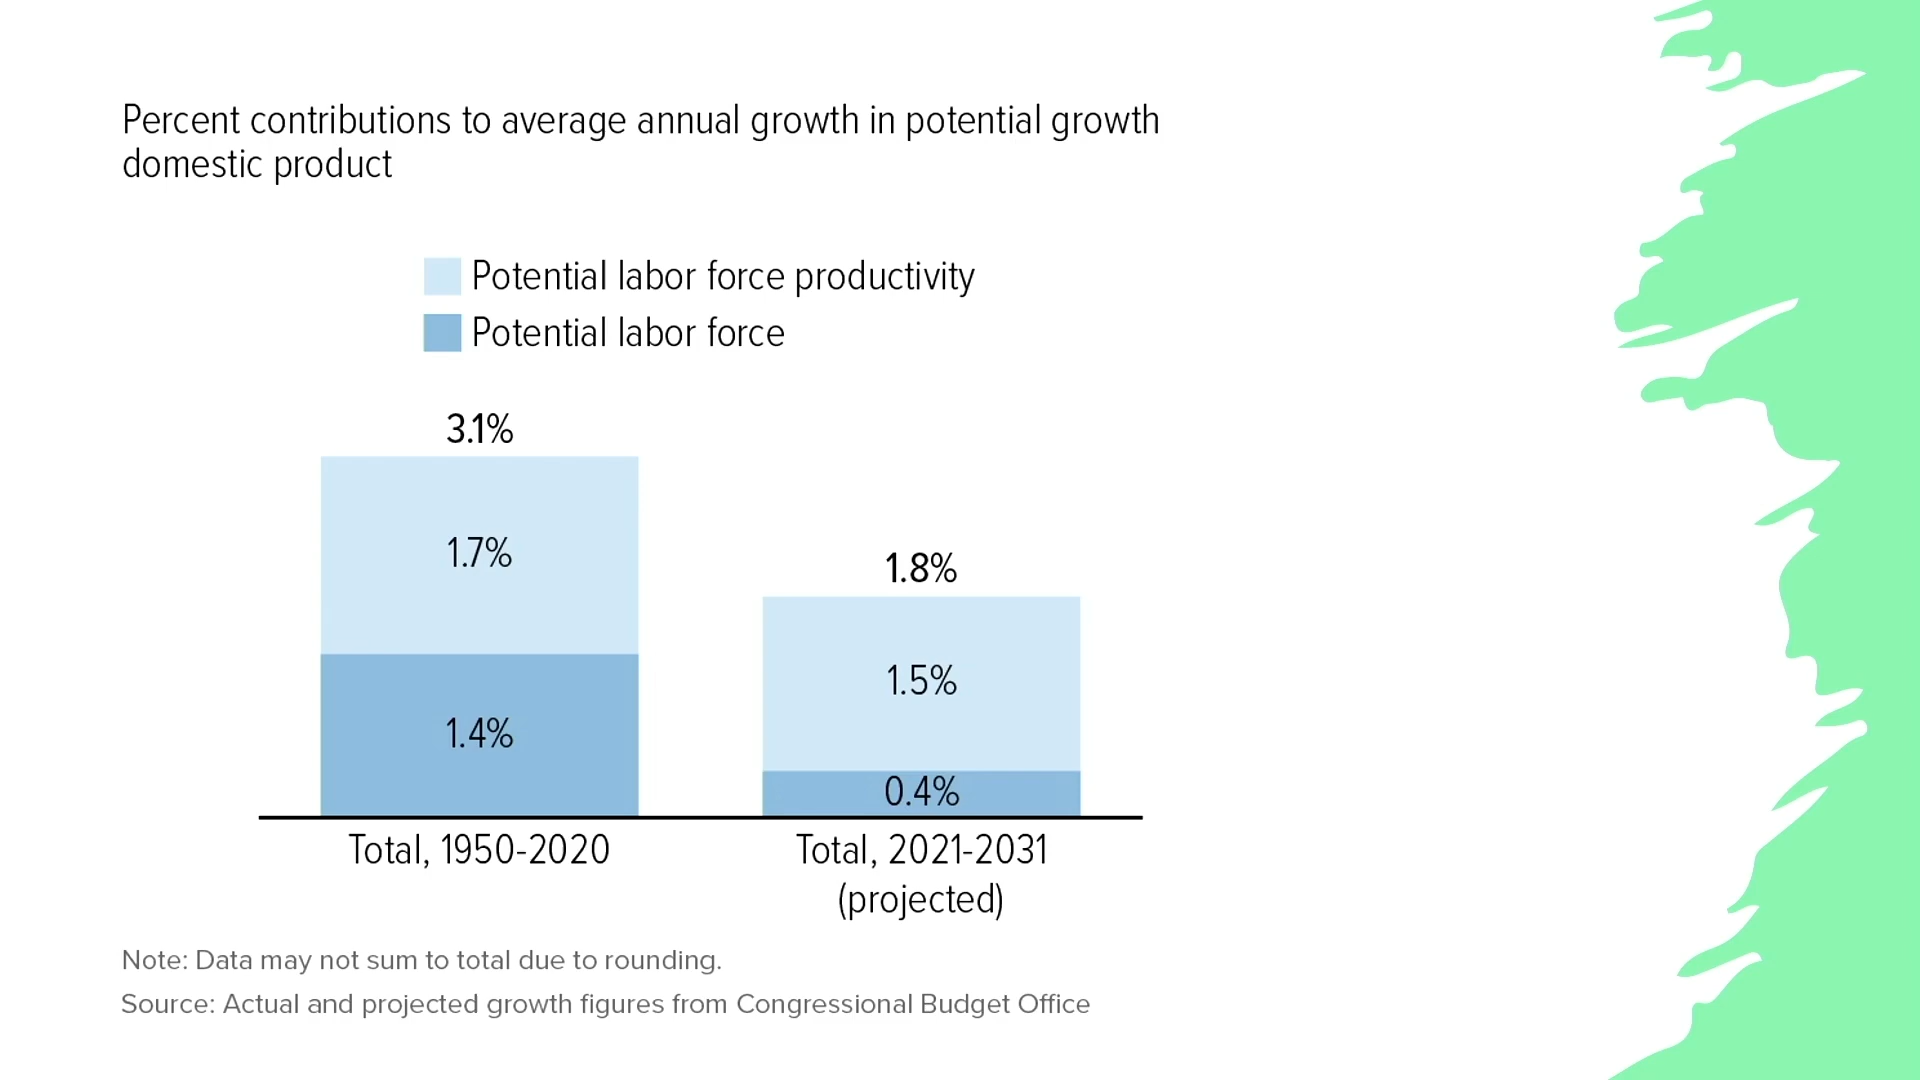 Percent contributions to average annual growth in potential growth
domestic product
Potential labor force productivity
Potential labor force
3.1%
1.7%
1.4%
1.8%
1.5%
0.4%
Total, 1950-2020
Total, 2021-2031
(projected)
Note: Data may not sum to total due to rounding.
Source: Actual and projected growth figures from Congressional Budget Office